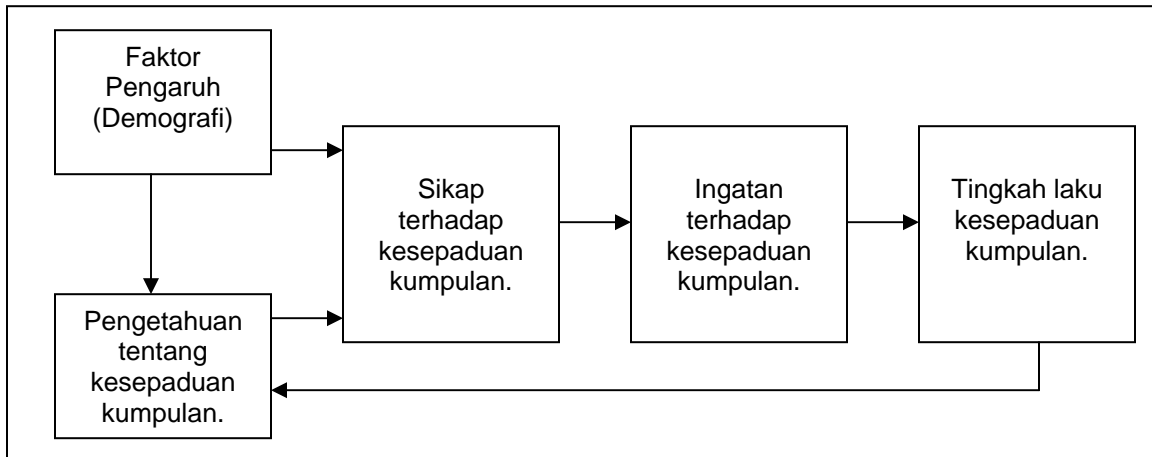 Faktor
Pengaruh
(Demografi)
Sikap
terhadap
kesepaduan
kumpulan.
Ingatan
terhadap
kesepaduan
kumpulan.
Tingkah laku
kesepaduan
kumpulan.
Pengetahuan
tentang
kesepaduan
kumpulan.